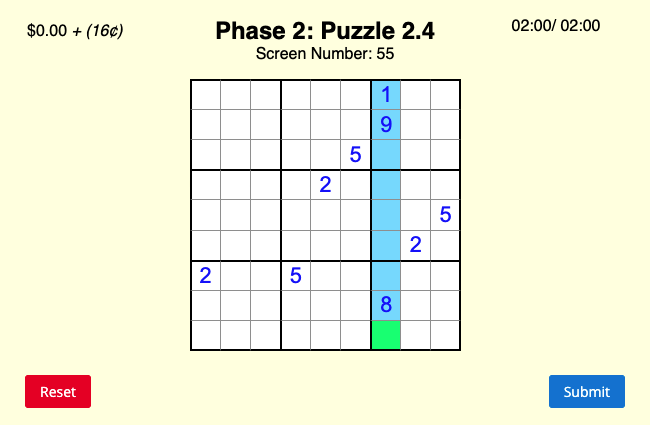 $0.00 + (16¢)
Phase 2: Puzzle 2.4
02:00/ 02:00
Screen Number: 55
1
9
5
2
5
2
2 5
8
Reset
Submit